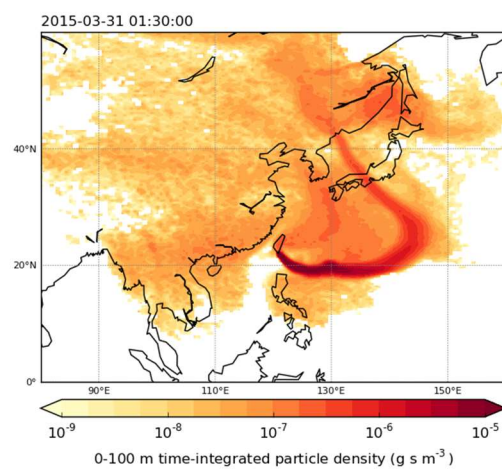 2015-03-31 01:30:00
40°N
20°N
0°
90°E 110°E 130°E 150°E
10⁻⁹ 10⁻⁸ 10⁻⁷ 10⁻⁶ 10⁻⁵
0-100 m time-integrated particle density (g s m⁻³)